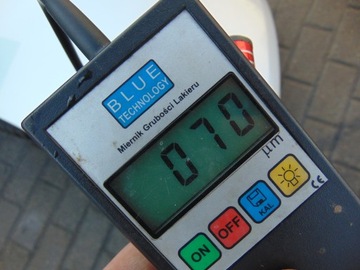 BLUE
TECHNOLOGY
Miernik Grubości Lakieru
070
µm
ON
OFF
KAL
CE